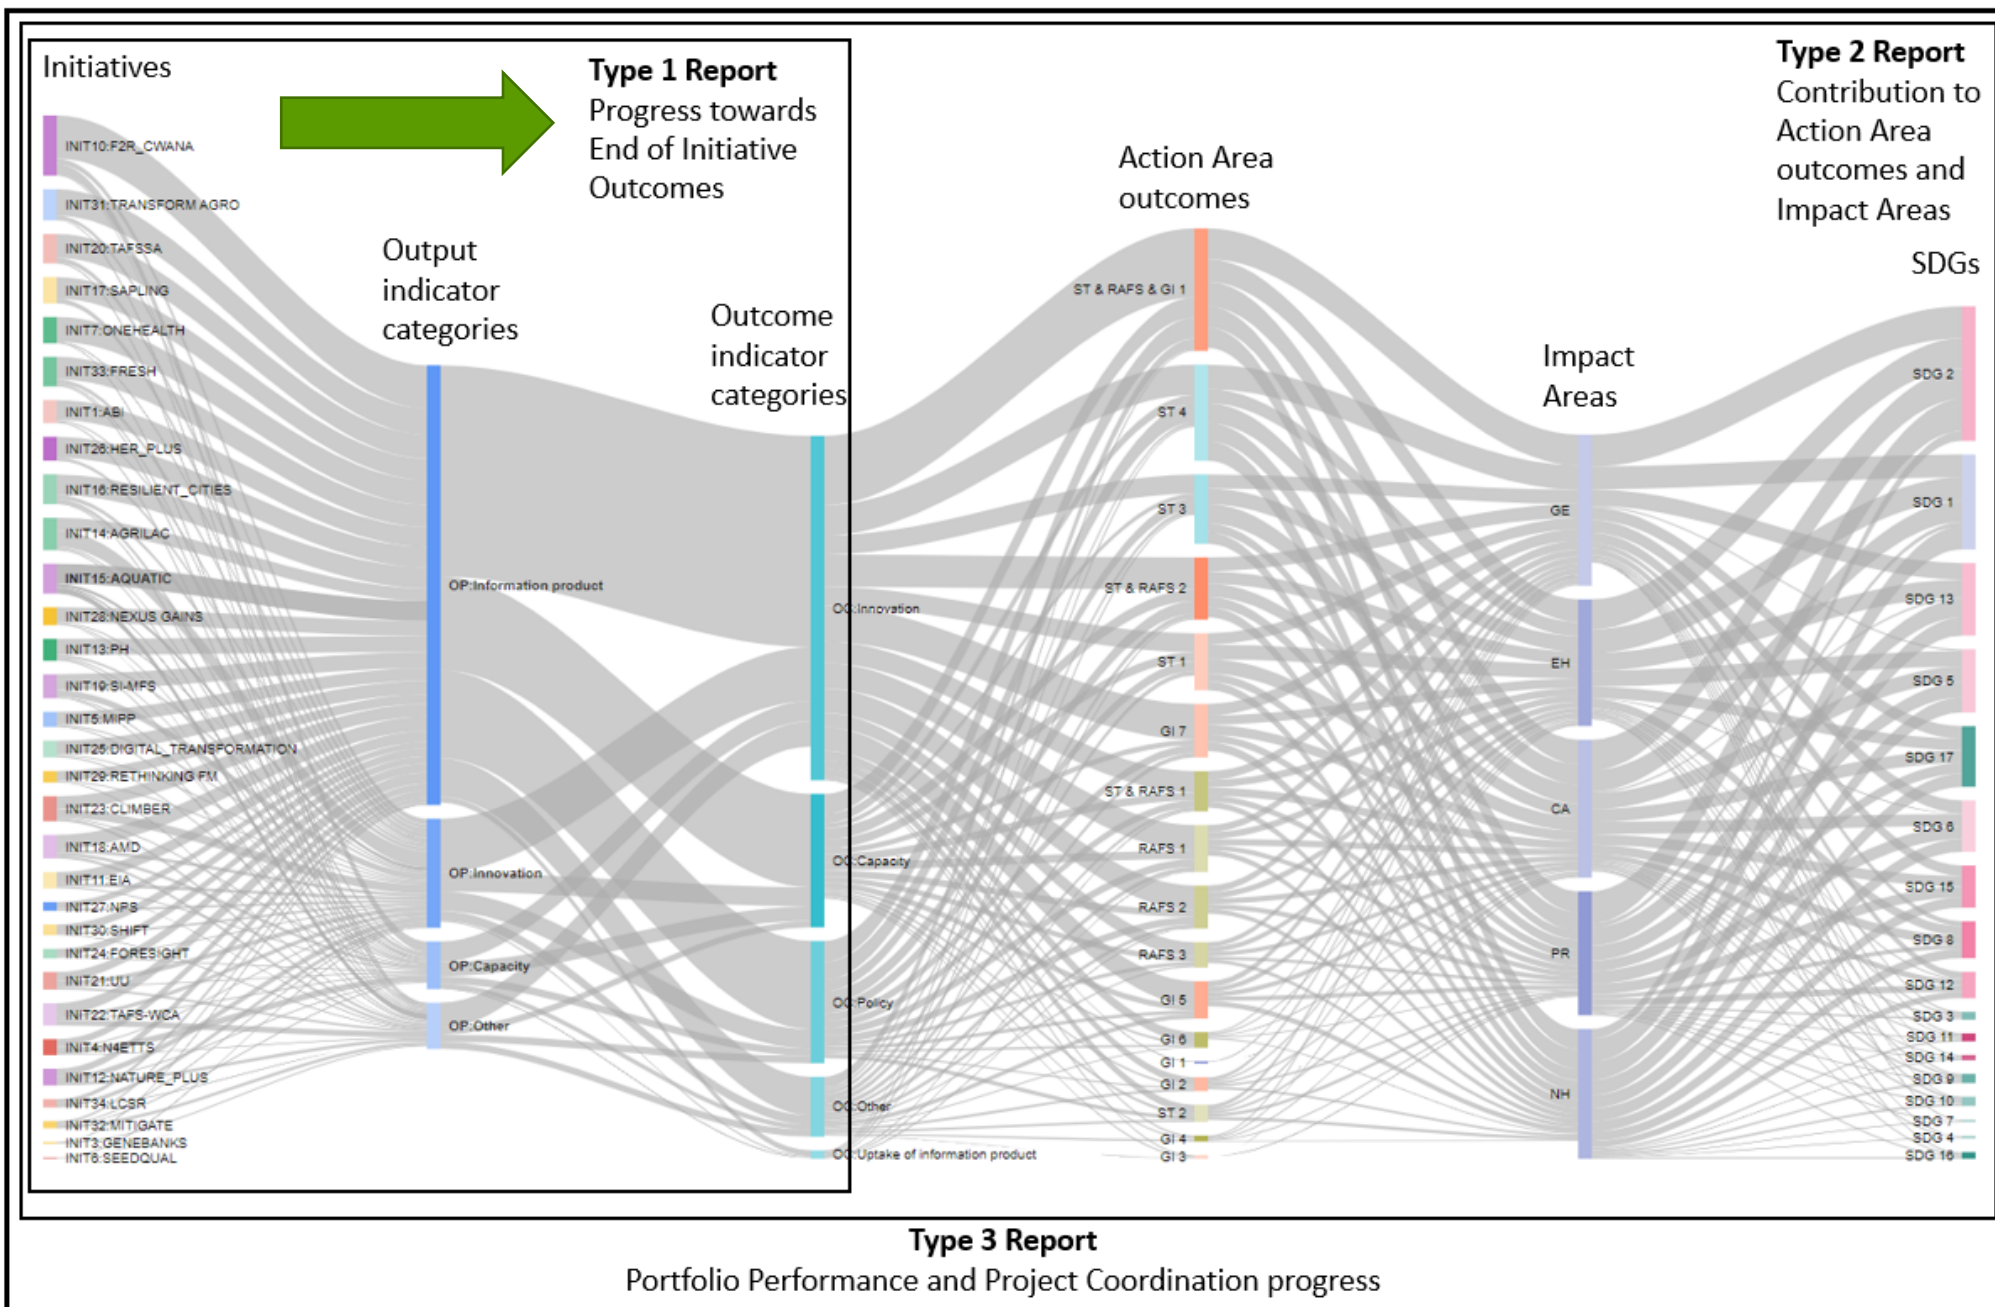 Initiatives
INIT10:F2R_CWANA
INIT31:TRANSFORM AGRO
INIT20:TAFSSA
INIT17:SAPLING
INIT7:ONEHEALTH
INIT33:FRESH
INIT1:ABI
INIT26:HER_PLUS
INIT16:RESILIENT_CITIES
INIT14:AGRILAC
INIT15:AQUATIC
INIT28:NEXUS GAINS
INIT13:PH
INIT19:SI-MFS
INIT5:MIPP
INIT25:DIGITAL_TRANSFORMATION
INIT29:RETHINKING FM
INIT23:CLIMBER
INIT18:AMD
INIT11:EIA
INIT27:NPS
INIT30:SHIFT
INIT24:FORESIGHT
INIT21:UU
INIT22:TAFS-WCA
INIT4:N4ETTS
INIT12:NATURE_PLUS
INIT34:LCSR
INIT32:MITIGATE
INIT3:GENEBANKS
INIT6:SEEDQUAL
Type 1 Report
Progress towards
End of Initiative
Outcomes
Output
indicator
categories
OP:Information product
OP:Innovation
OP:Capacity
OP:Other
Outcome
indicator
categories
OC:Innovation
OC:Capacity
OC:Policy
OC:Other
OC:Uptake of information product
Action Area
outcomes
ST & RAFS & GI 1
ST 4
ST 3
ST & RAFS 2
ST 1
GI 7
ST & RAFS 1
RAFS 1
RAFS 2
RAFS 3
GI 5
GI 6
GI 1
GI 2
ST 2
GI 4
GI 3
Impact
Areas
GE
EH
CA
PR
NH
Type 2 Report
Contribution to
Action Area
outcomes and
Impact Areas
SDGs
SDG 2
SDG 1
SDG 13
SDG 5
SDG 17
SDG 6
SDG 15
SDG 8
SDG 12
SDG 3
SDG 11
SDG 14
SDG 9
SDG 10
SDG 7
SDG 4
SDG 16
Type 3 Report
Portfolio Performance and Project Coordination progress